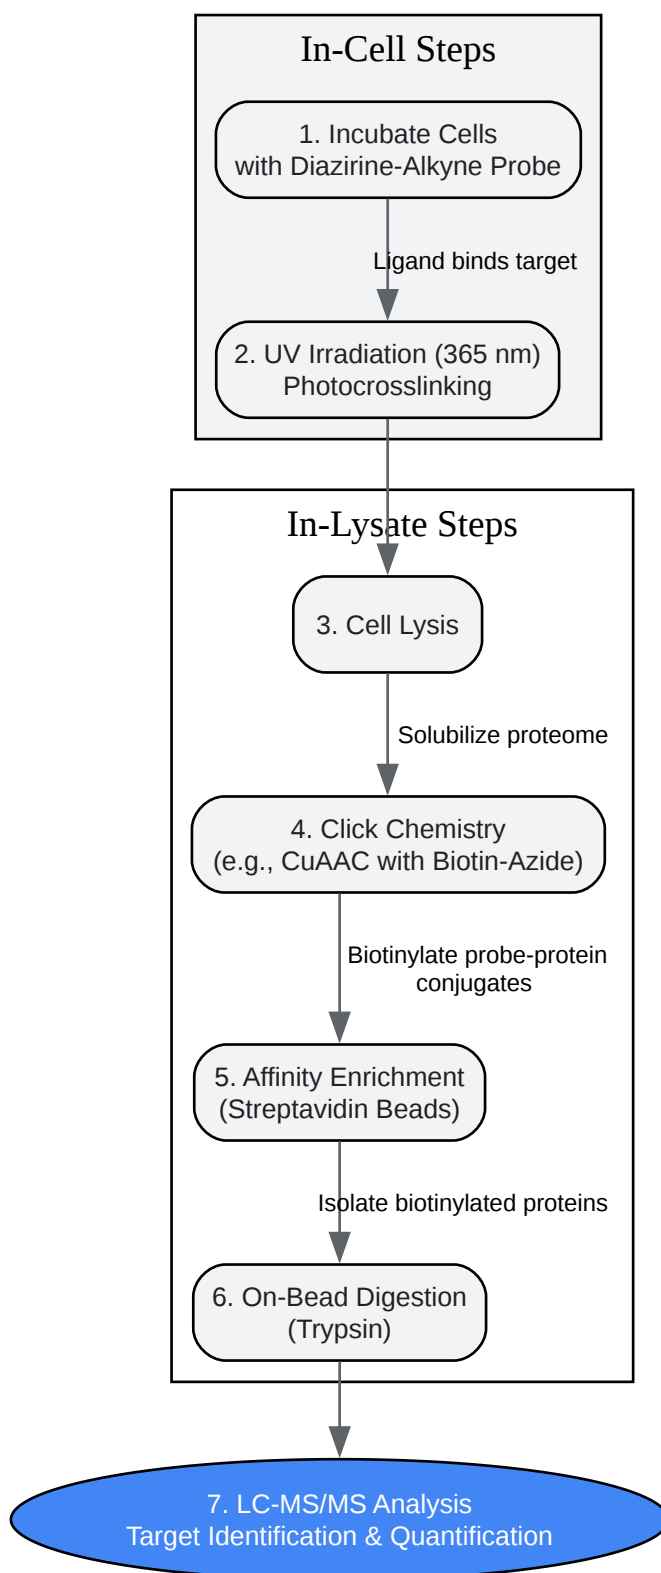 In-Cell Steps
1. Incubate Cells
with Diazirine-Alkyne Probe
Ligand binds target
2. UV Irradiation (365 nm)
Photocrosslinking
In-Lysate Steps
3. Cell Lysis
Solubilize proteome
4. Click Chemistry
(e.g., CuAAC with Biotin-Azide)
Biotinylate probe-protein
conjugates
5. Affinity Enrichment
(Streptavidin Beads)
Isolate biotinylated proteins
6. On-Bead Digestion
(Trypsin)
7. LC-MS/MS Analysis
Target Identification & Quantification